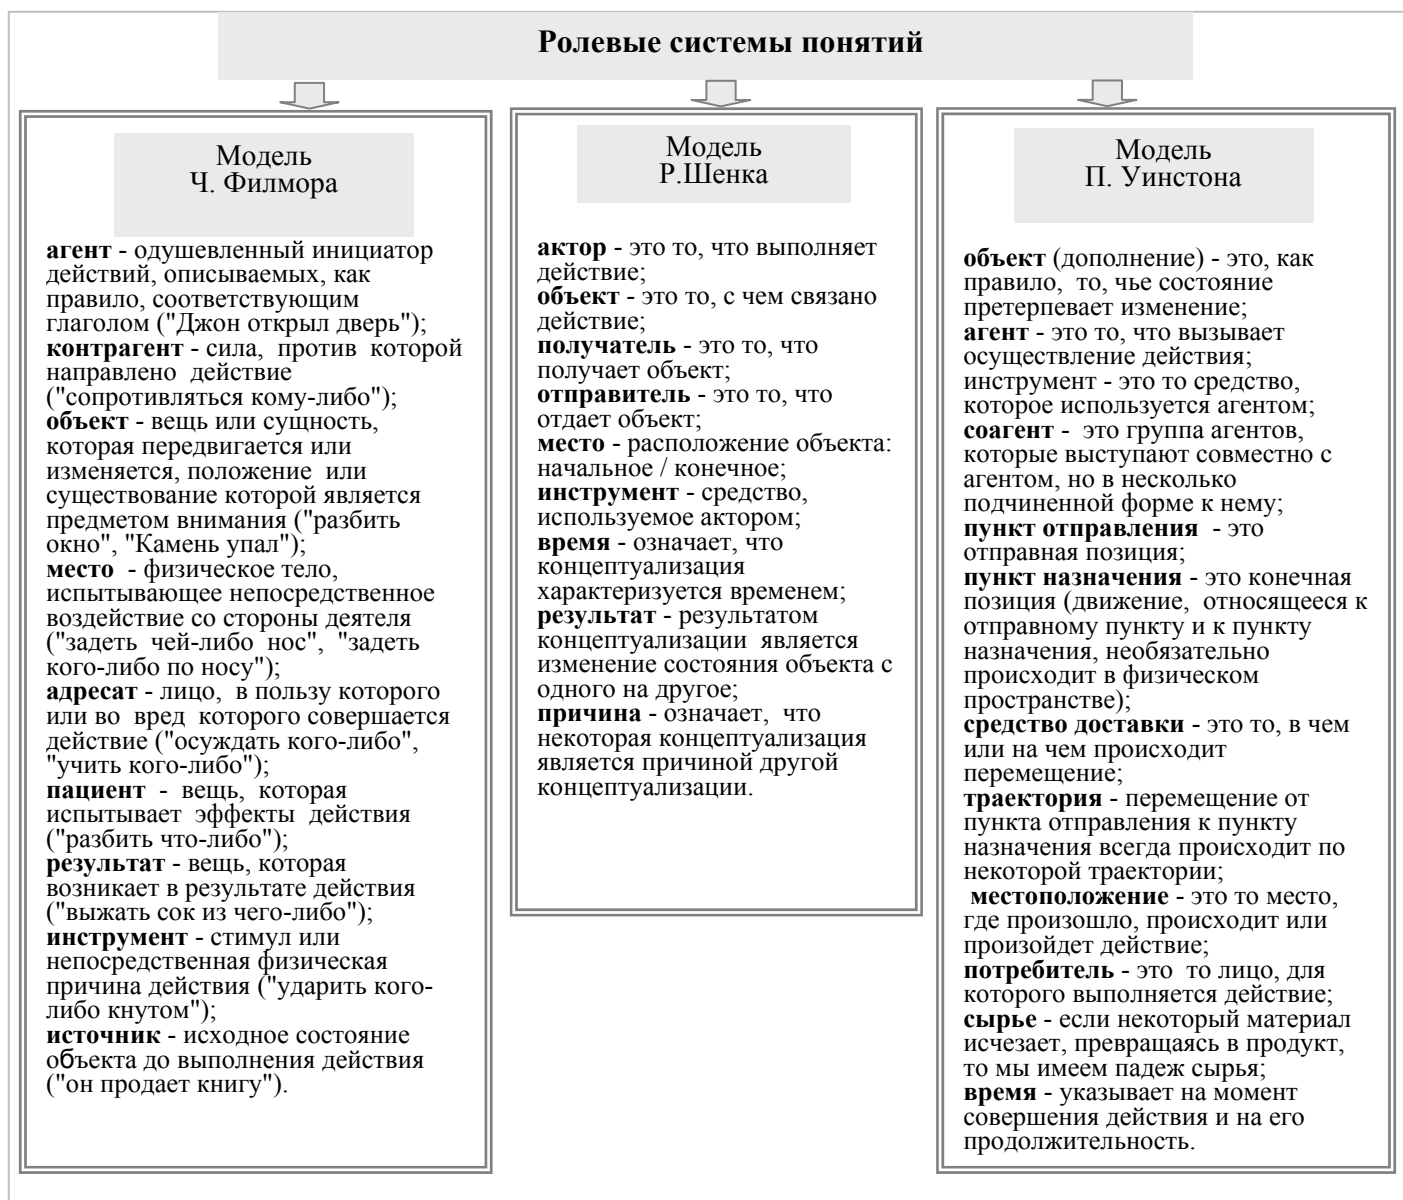 Ролевые системы понятий
Модель
Ч. Филмора
агент - одушевленный инициатор
действий, описываемых, как
правило, соответствующим
глаголом ("Джон открыл дверь");
контрагент - сила, против которой
направлено действие
("сопротивляться кому-либо");
объект - вещь или сущность,
которая передвигается или
изменяется, положение или
существование которой является
предметом внимания ("разбить
окно", "Камень упал");
место - физическое тело,
испытывающее непосредственное
воздействие со стороны деятеля
("задеть чей-либо нос", "задеть
кого-либо по носу");
адресат - лицо, в пользу которого
или во вред которого совершается
действие ("осуждать кого-либо",
"учить кого-либо");
пациент - вещь, которая
испытывает эффекты действия
("разбить что-либо");
результат - вещь, которая
возникает в результате действия
("выжать сок из чего-либо");
инструмент - стимул или
непосредственная физическая
причина действия ("ударить кого-
либо кнутом");
источник - исходное состояние
объекта до выполнения действия
("он продает книгу").
Модель
Р.Шенка
актор - это то, что выполняет
действие;
объект - это то, с чем связано
действие;
получатель - это то, что
получает объект;
отправитель - это то, что
отдает объект;
место - расположение объекта:
начальное / конечное;
инструмент - средство,
используемое актором;
время - означает, что
концептуализация
характеризуется временем;
результат - результатом
концептуализации является
изменение состояния объекта с
одного на другое;
причина - означает, что
некоторая концептуализация
является причиной другой
концептуализации.
Модель
П. Уинстона
объект (дополнение) - это, как
правило, то, чье состояние
претерпевает изменение;
агент - это то, что вызывает
осуществление действия;
инструмент - это то средство,
которое используется агентом;
соагент - это группа агентов,
которые выступают совместно с
агентом, но в несколько
подчиненной форме к нему;
пункт отправления - это
отправная позиция;
пункт назначения - это конечная
позиция (движение, относящееся к
отправному пункту и к пункту
назначения, необязательно
происходит в физическом
пространстве);
средство доставки - это то, в чем
или на чем происходит
перемещение;
траектория - перемещение от
пункта отправления к пункту
назначения всегда происходит по
некоторой траектории;
местоположение - это то место,
где произошло, происходит или
произойдет действие;
потребитель - это то лицо, для
которого выполняется действие;
сырье - если некоторый материал
исчезает, превращаясь в продукт,
то мы имеем падеж сырья;
время - указывает на момент
совершения действия и на его
продолжительность.